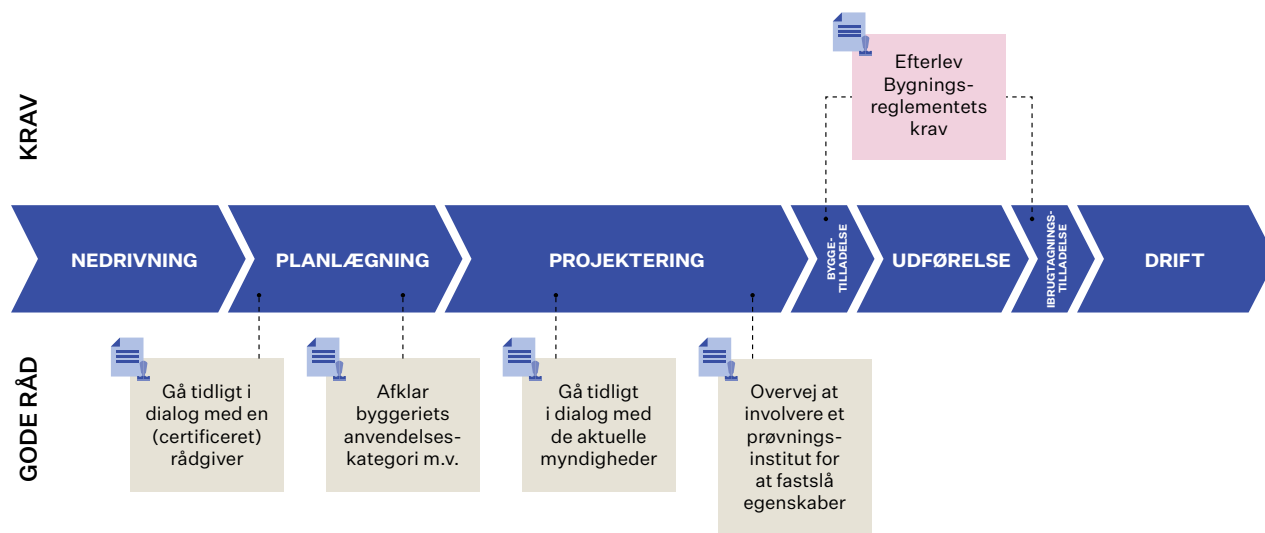 KRAV
Efterlev
Bygnings-
reglementets
krav
NEDRIVNING
PLANLÆGNING
PROJEKTERING
BYGGE-
TILLADELSE
UDFØRELSE
IBRUGTAGNINGS-
TILLADELSE
DRIFT
GODE RÅD
Gå tidligt i
dialog med en
(certificeret)
rådgiver
Afklar
byggeriets
anvendelses-
kategori m.v.
Gå tidligt
i dialog med
de aktuelle
myndigheder
Overvej at
involvere et
prøvnings-
institut for
at fastslå
egenskaber